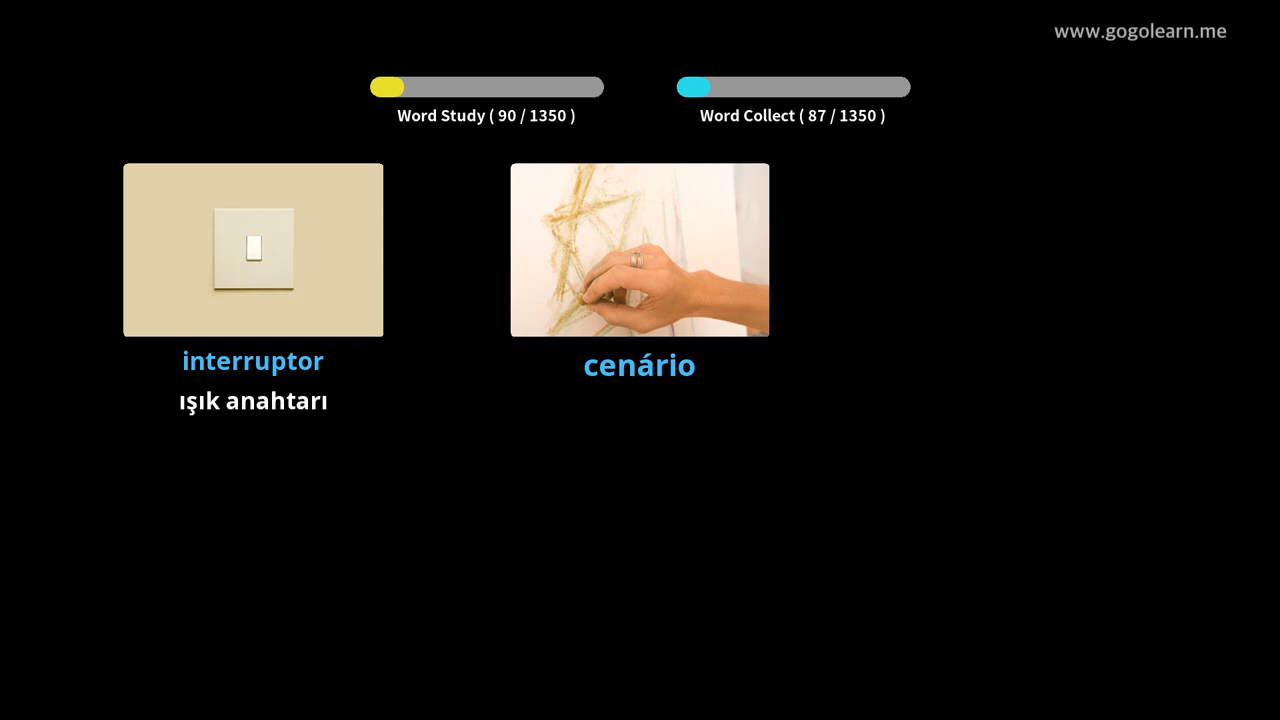 www.gogolearn.me
Word Study ( 90 / 1350 )
Word Collect ( 87 / 1350 )
interruptor
ışık anahtarı
cenário